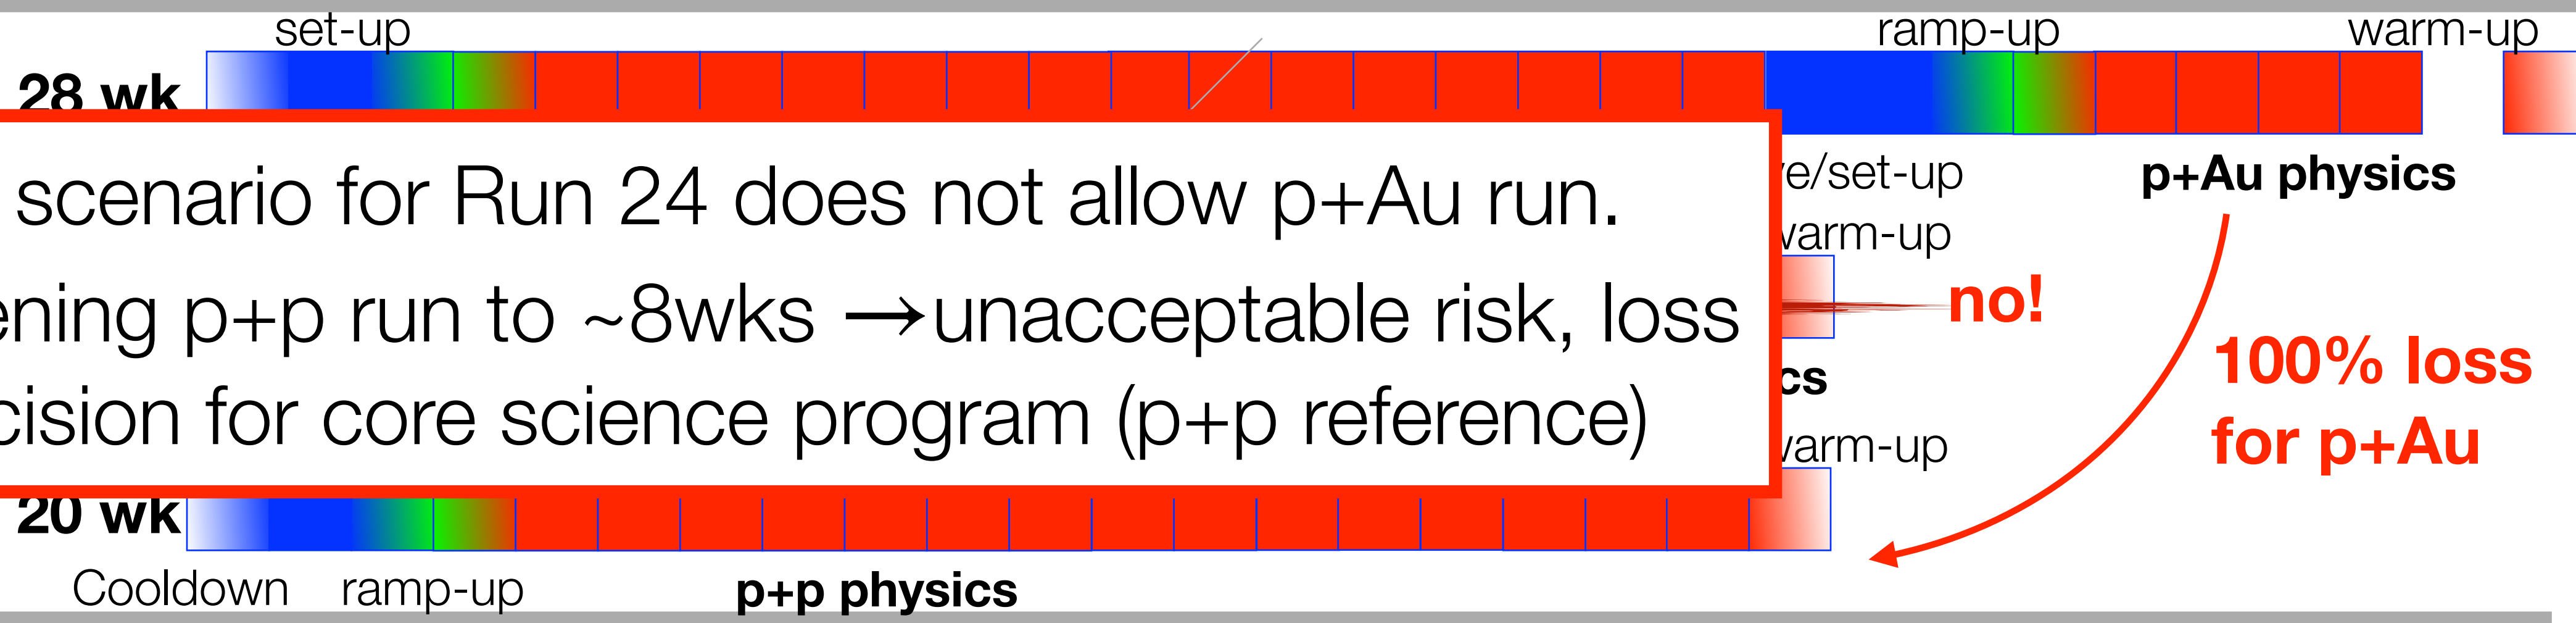 set-up ramp-up warm-up
28 wk
scenario for Run 24 does not allow p+Au run.
/set-up p+Au physics
warm-up
ening p+p run to ~8wks →unacceptable risk, loss
no!
100% loss
cs
cision for core science program (p+p reference)
for p+Au
warm-up
20 wk
Cooldown ramp-up p+p physics